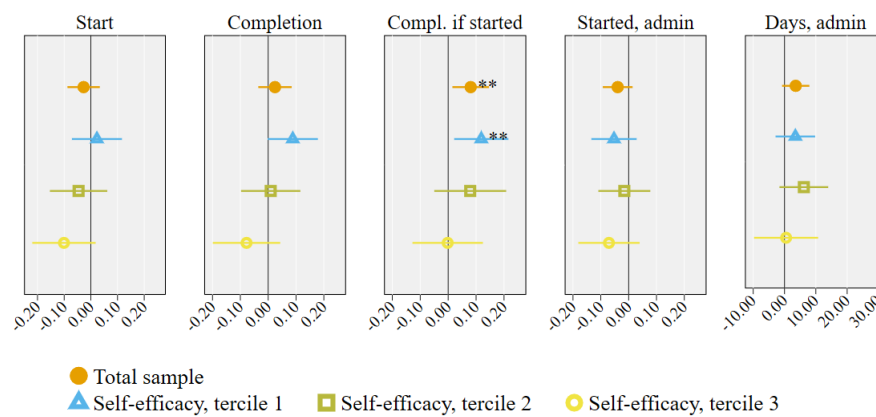 Start Completion Compl. if started Started, admin Days, admin
**
**
-0.20 -0.10 0.00 0.10 0.20 -0.20 -0.10 0.00 0.10 0.20 -0.20 -0.10 0.00 0.10 0.20 -0.20 -0.10 0.00 0.10 0.20 -10.00 0.00 10.00 20.00 30.00
Total sample
Self-efficacy, tercile 1 Self-efficacy, tercile 2 Self-efficacy, tercile 3